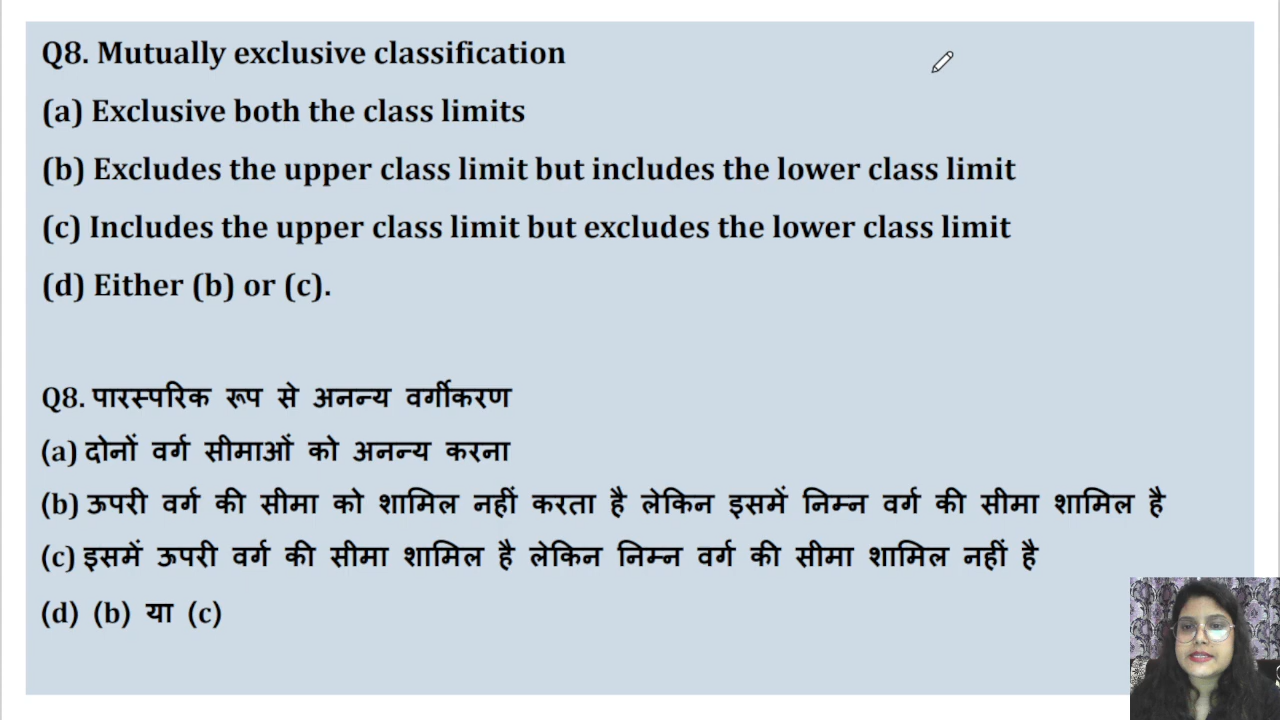 Q8. Mutually exclusive classification
(a) Exclusive both the class limits
(b) Excludes the upper class limit but includes the lower class limit
(c) Includes the upper class limit but excludes the lower class limit
(d) Either (b) or (c).
Q8. पारस्परिक रूप से अनन्य वर्गीकरण
(a) दोनों वर्ग सीमाओं को अनन्य करना
(b) ऊपरी वर्ग की सीमा को शामिल नहीं करता है लेकिन इसमें निम्न वर्ग की सीमा शामिल है
(c) इसमें ऊपरी वर्ग की सीमा शामिल है लेकिन निम्न वर्ग की सीमा शामिल नहीं है
(d) (b) या (c)